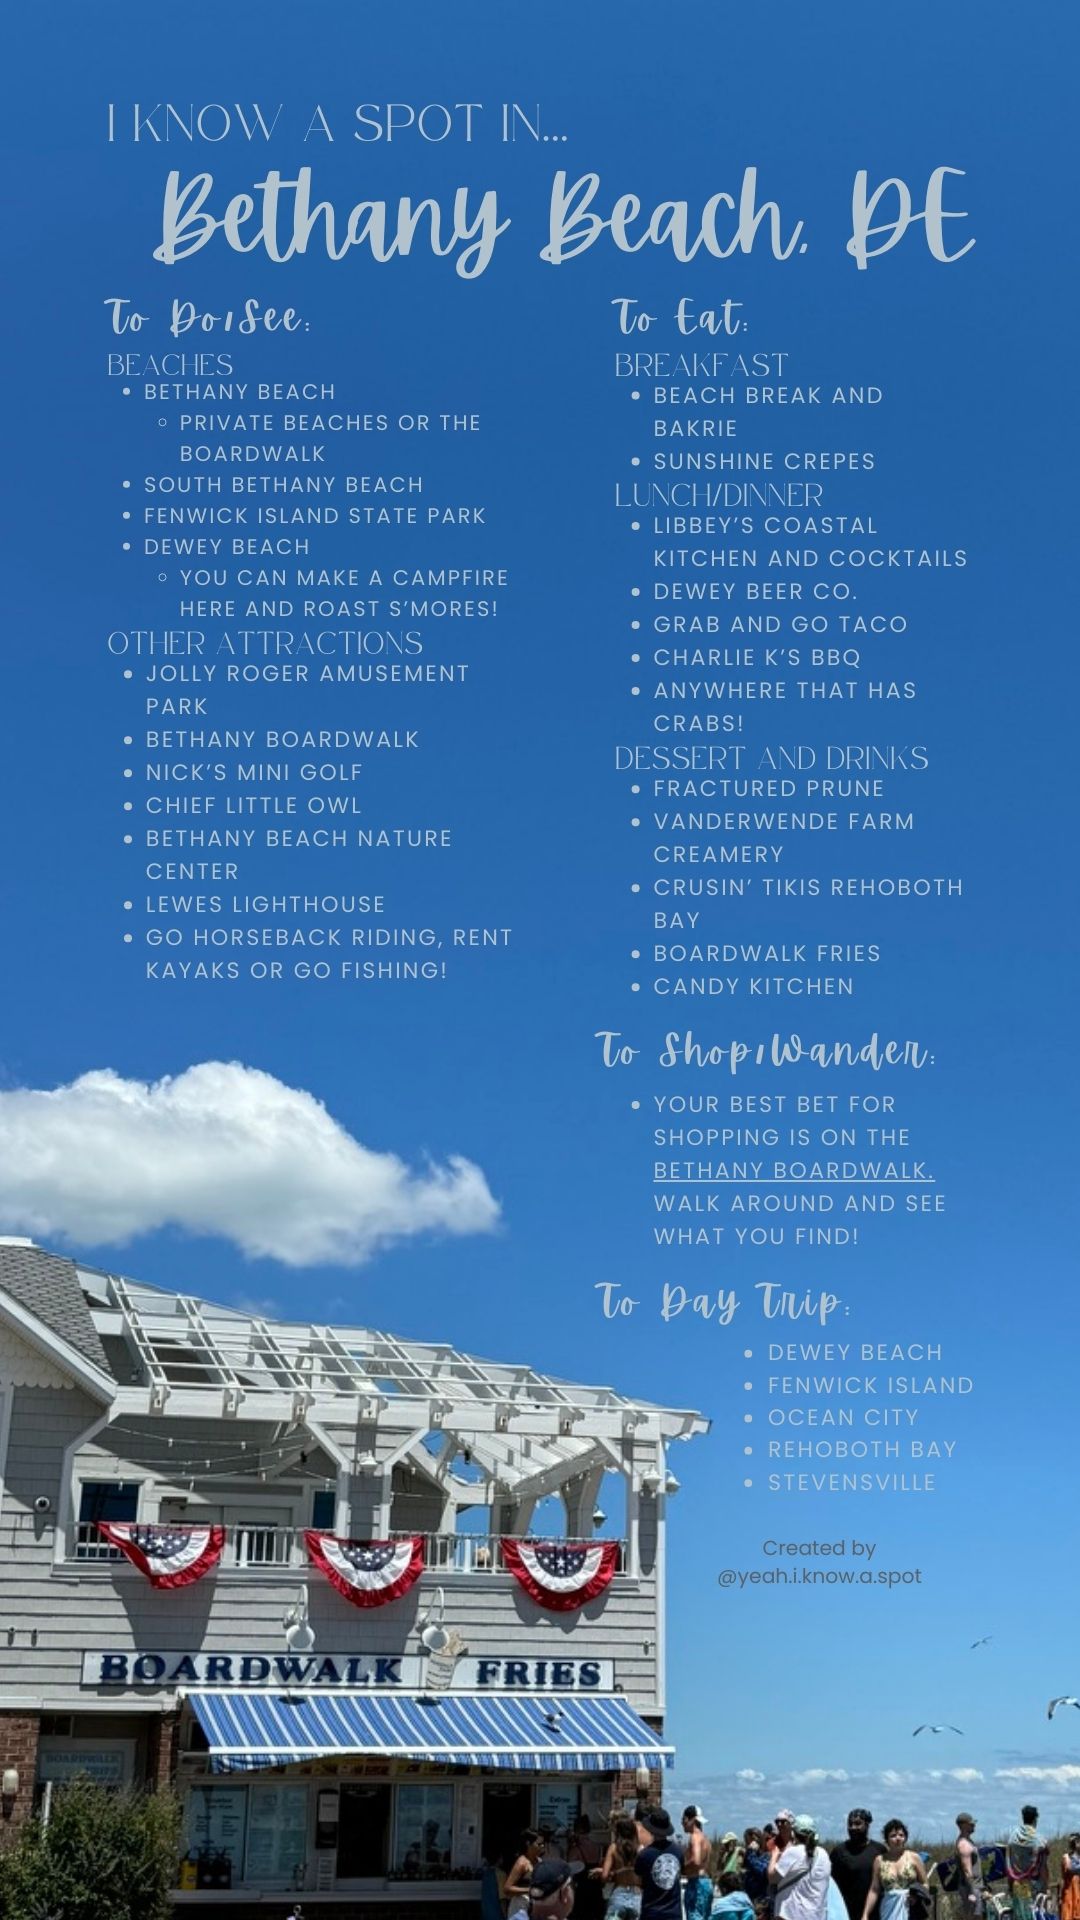 I KNOW A SPOT IN...
Bethany Beach, DE
To Do/See:
BEACHES
• BETHANY BEACH
◦ PRIVATE BEACHES OR THE
BOARDWALK
• SOUTH BETHANY BEACH
• FENWICK ISLAND STATE PARK
• DEWEY BEACH
◦ YOU CAN MAKE A CAMPFIRE
HERE AND ROAST S’MORES!
OTHER ATTRACTIONS
• JOLLY ROGER AMUSEMENT
PARK
• BETHANY BOARDWALK
• NICK’S MINI GOLF
• CHIEF LITTLE OWL
• BETHANY BEACH NATURE
CENTER
• LEWES LIGHTHOUSE
• GO HORSEBACK RIDING, RENT
KAYAKS OR GO FISHING!
To Eat:
BREAKFAST
• BEACH BREAK AND
BAKRIE
• SUNSHINE CREPES
LUNCH/DINNER
• LIBBEY’S COASTAL
KITCHEN AND COCKTAILS
• DEWEY BEER CO.
• GRAB AND GO TACO
• CHARLIE K’S BBQ
• ANYWHERE THAT HAS
CRABS!
DESSERT AND DRINKS
• FRACTURED PRUNE
• VANDERWENDE FARM
CREAMERY
• CRUSIN’ TIKIS REHOBOTH
BAY
• BOARDWALK FRIES
• CANDY KITCHEN
To Shop/Wander:
• YOUR BEST BET FOR
SHOPPING IS ON THE
BETHANY BOARDWALK.
WALK AROUND AND SEE
WHAT YOU FIND!
To Day Trip:
• DEWEY BEACH
• FENWICK ISLAND
• OCEAN CITY
• REHOBOTH BAY
• STEVENSVILLE
Created by
@yeah.i.know.a.spot
BOARDWALK FRIES
BOARDWALK